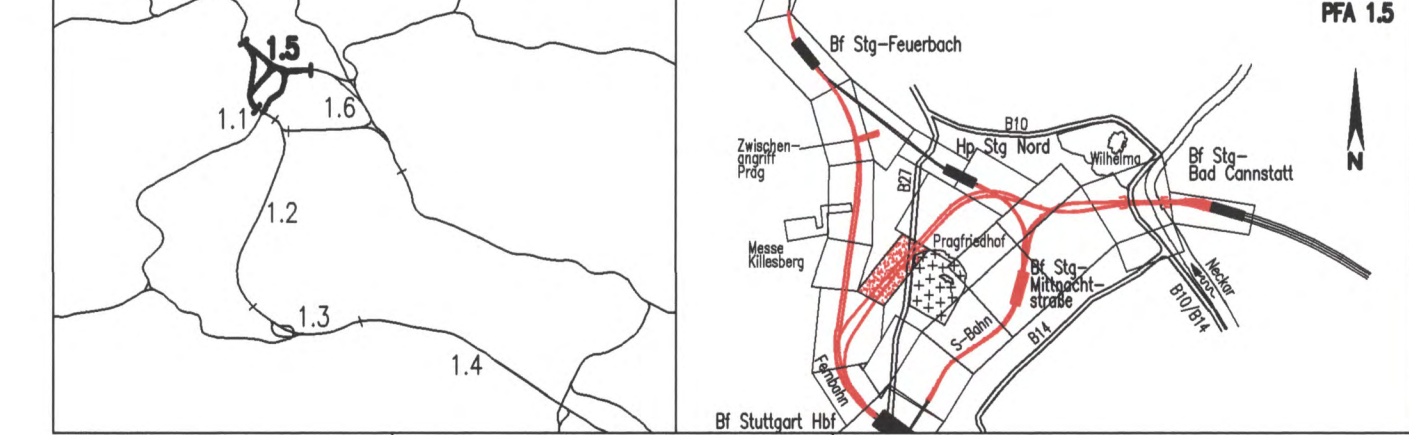 1.5
1.1
1.6
1.2
1.3
1.4
PFA 1.5
Bf Stg-Feuerbach
B10
Zwischen-
angriff
Prag
Hp Stg Nord
Wilhelma
Bf Stg-
Bad Cannstatt
N
B27
Messe
Killesberg
Pragfriedhof
Bf Stg-
Mittnacht-
straße
Neckar
B10/B14
S-Bahn
B14
Fernbahn
Bf Stuttgart Hbf